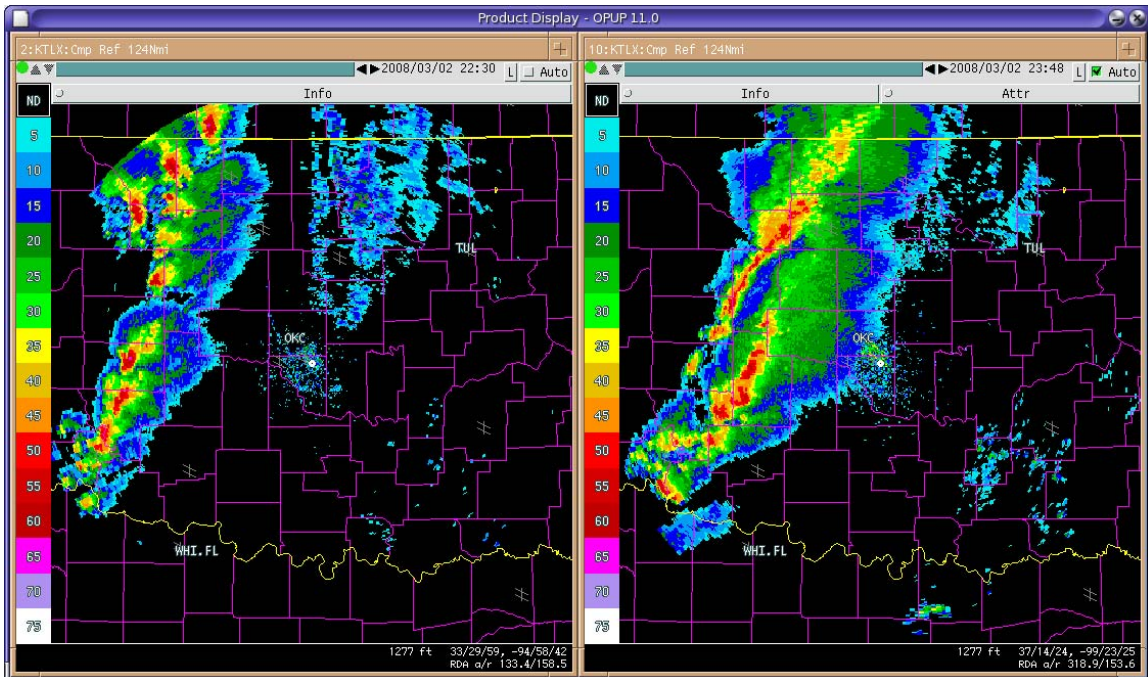 Product Display - OPUP 11.0
2:KTLX:Cmp Ref 124Nmi
2008/03/02 22:30 L Auto
Info
ND
5
10
15
20
25
30
35
40
45
50
55
60
65
70
75
TUL
OKC
WHI.FL
1277 ft 33/29/59, -94/58/42
RDA a/r 133.4/158.5
10:KTLX:Cmp Ref 124Nmi
2008/03/02 23:48 L Auto
Info Attr
ND
5
10
15
20
25
30
35
40
45
50
55
60
65
70
75
TUL
OKC
WHI.FL
1277 ft 37/14/24, -99/23/25
RDA a/r 318.9/153.6